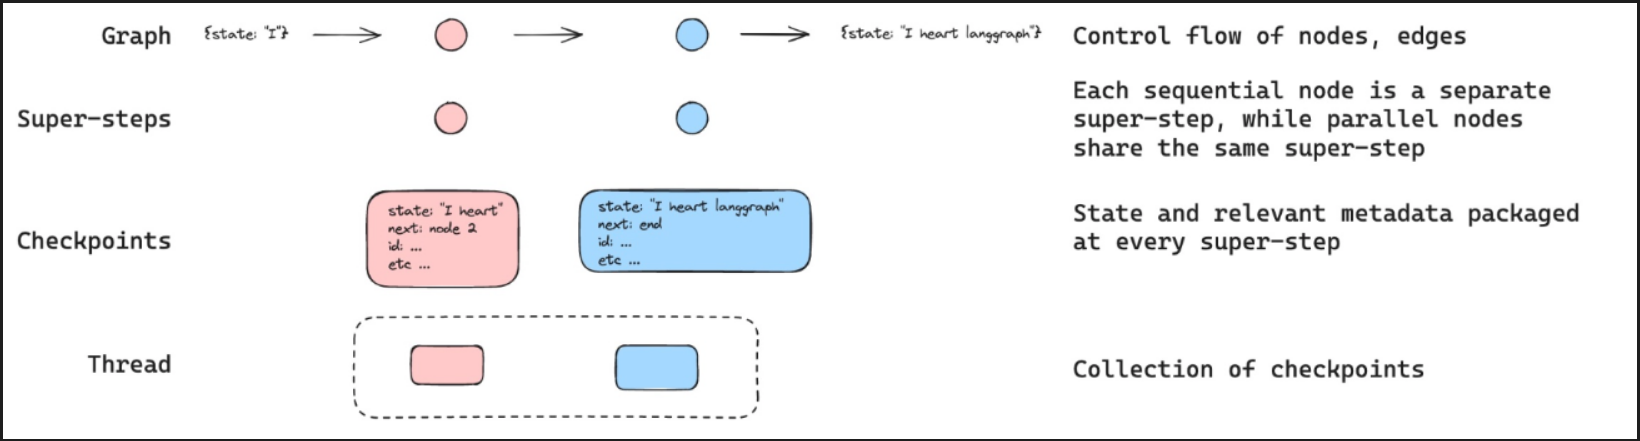 Graph {state: "I"} {state: "I heart langgraph"} Control flow of nodes, edges
Super-steps
Each sequential node is a separate
super-step, while parallel nodes
share the same super-step
Checkpoints
state: "I heart"
next: node 2
id: ...
etc ...
state: "I heart langgraph"
next: end
id: ...
etc ...
State and relevant metadata packaged
at every super-step
Thread
Collection of checkpoints